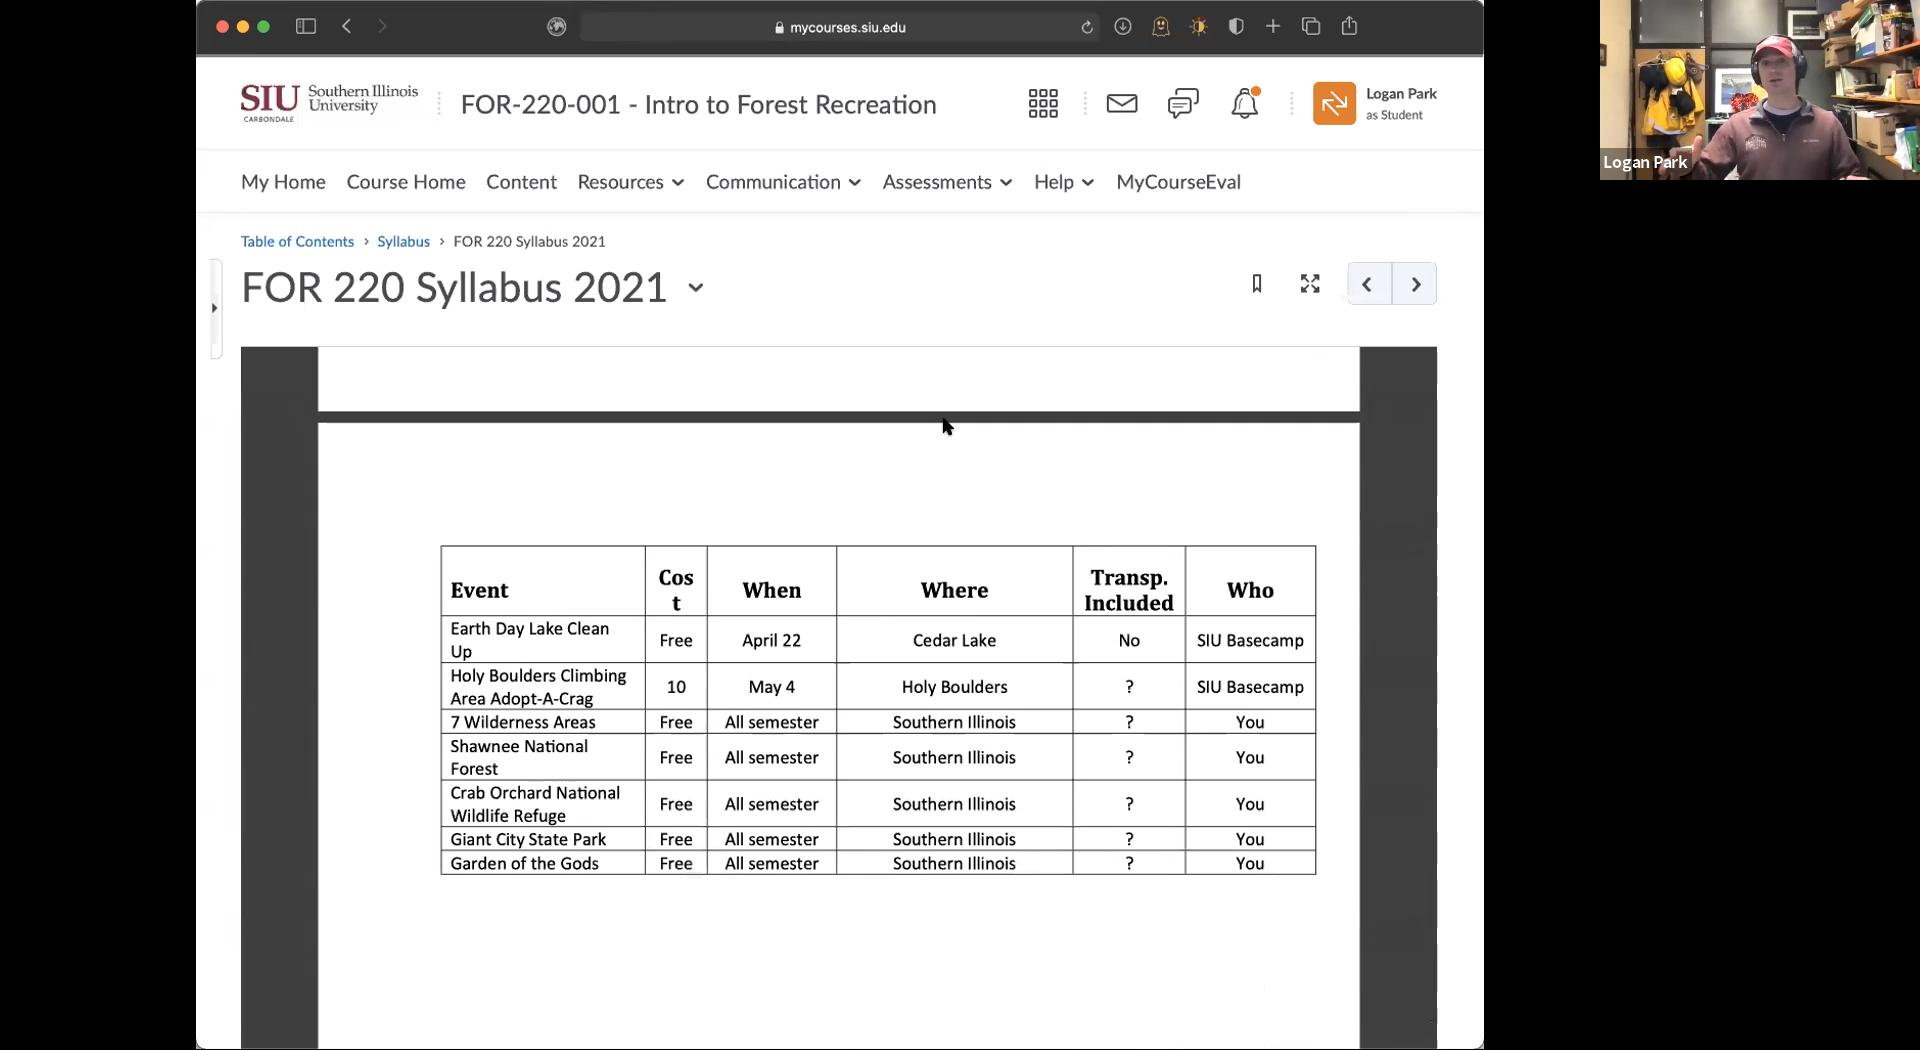 mycourses.siu.edu
SIU Southern Illinois
University
CARBONDALE
FOR-220-001 - Intro to Forest Recreation
Logan Park
as Student
My Home Course Home Content Resources Communication Assessments Help MyCourseEval
Table of Contents › Syllabus › FOR 220 Syllabus 2021
FOR 220 Syllabus 2021
Event Cos
t When Where Transp.
Included Who
Earth Day Lake Clean
Up Free April 22 Cedar Lake No SIU Basecamp
Holy Boulders Climbing
Area Adopt-A-Crag 10 May 4 Holy Boulders ? SIU Basecamp
7 Wilderness Areas Free All semester Southern Illinois ? You
Shawnee National
Forest Free All semester Southern Illinois ? You
Crab Orchard National
Wildlife Refuge Free All semester Southern Illinois ? You
Giant City State Park Free All semester Southern Illinois ? You
Garden of the Gods Free All semester Southern Illinois ? You
Logan Park